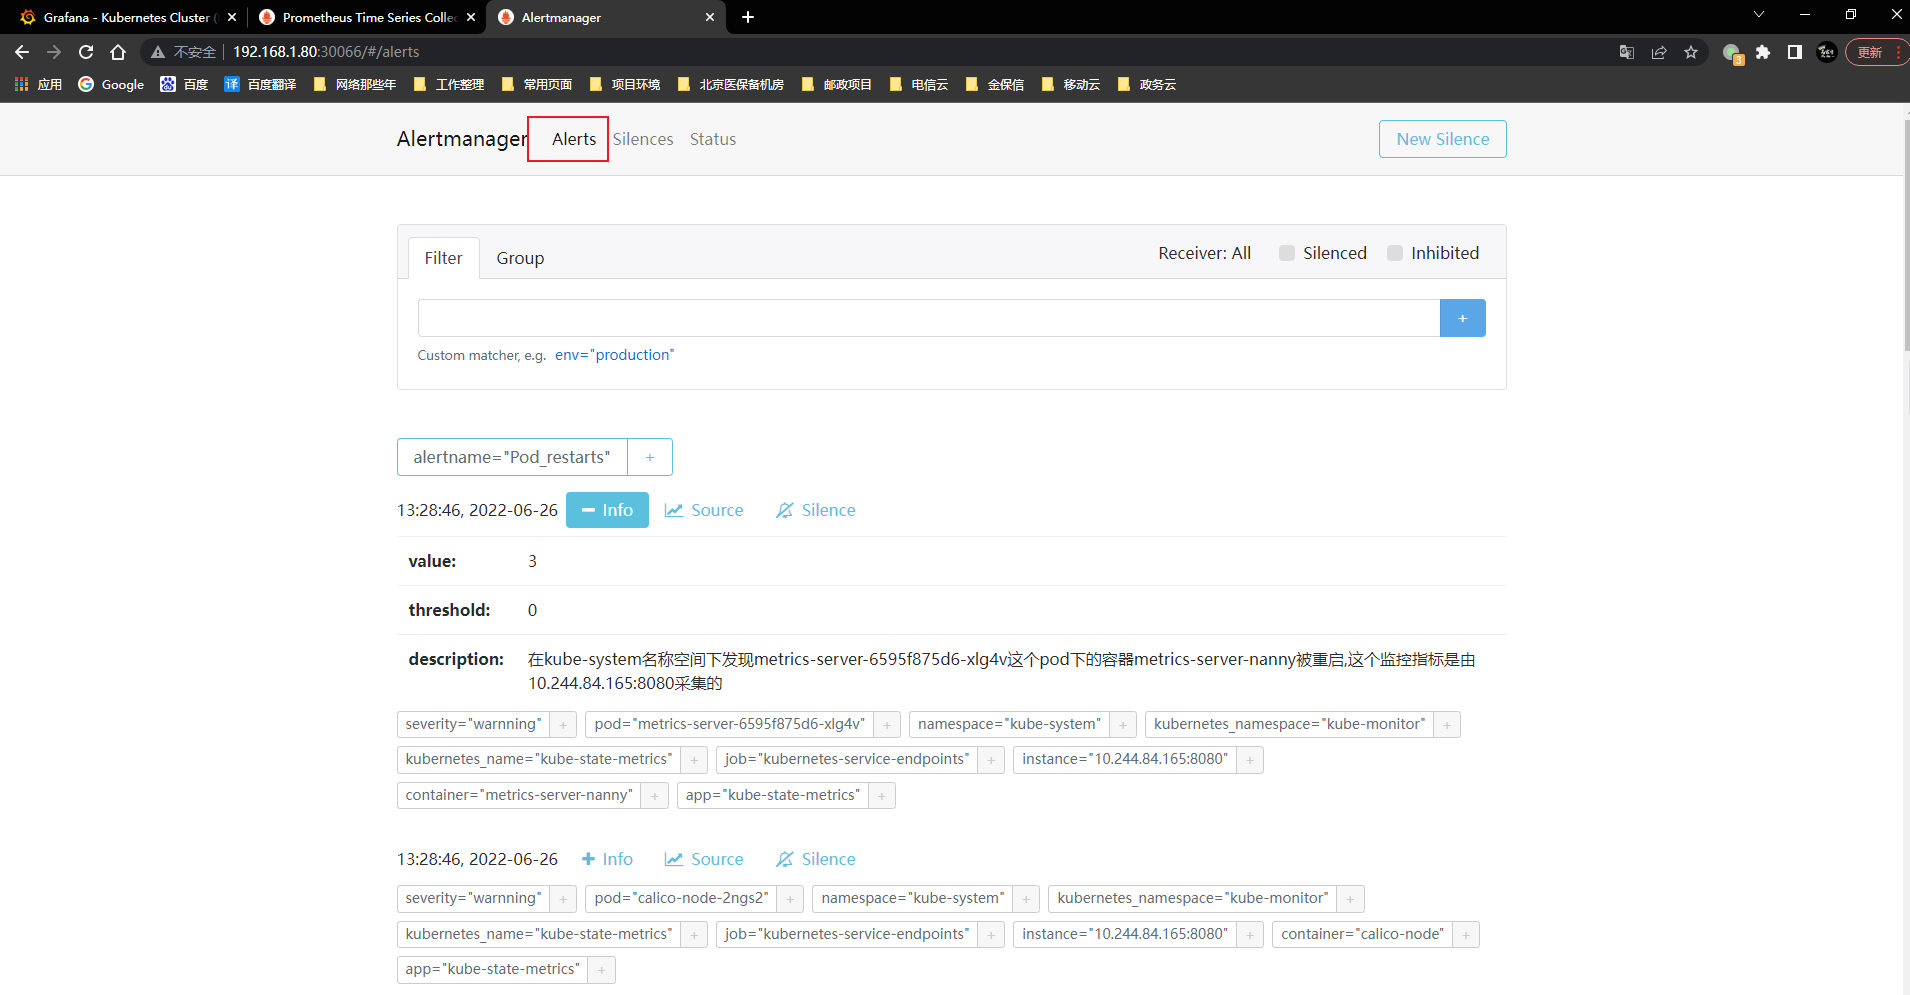 Grafana - Kubernetes Cluster (
Prometheus Time Series Collec
Alertmanager
不安全 192.168.1.80:30066/#/alerts
3
更新
应用 Google 百度 译 百度翻译 网络那些年 工作整理 常用页面 项目环境 北京医保备机房 邮政项目 电信云 金保信 移动云 政务云
Alertmanager Alerts Silences Status New Silence
Filter Group Receiver: All Silenced Inhibited
+
Custom matcher, e.g. env="production"
alertname="Pod_restarts" +
13:28:46, 2022-06-26 Info Source Silence
value: 3
threshold: 0
description: 在kube-system名称空间下发现metrics-server-6595f875d6-xlg4v这个pod下的容器metrics-server-nanny被重启,这个监控指标是由
10.244.84.165:8080采集的
severity="warnning" + pod="metrics-server-6595f875d6-xlg4v" + namespace="kube-system" + kubernetes_namespace="kube-monitor" +
kubernetes_name="kube-state-metrics" + job="kubernetes-service-endpoints" + instance="10.244.84.165:8080" +
container="metrics-server-nanny" + app="kube-state-metrics" +
13:28:46, 2022-06-26 + Info Source Silence
severity="warnning" + pod="calico-node-2ngs2" + namespace="kube-system" + kubernetes_namespace="kube-monitor" +
kubernetes_name="kube-state-metrics" + job="kubernetes-service-endpoints" + instance="10.244.84.165:8080" + container="calico-node" +
app="kube-state-metrics" +